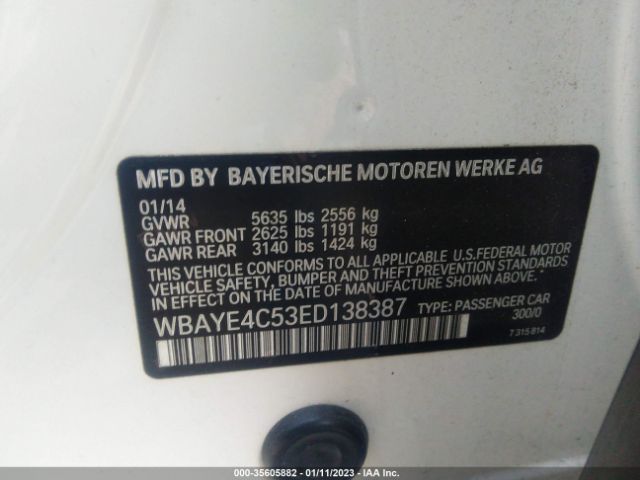 MFD BY BAYERISCHE MOTOREN WERKE AG
01/14
GVWR 5635 lbs 2556 kg
GAWR FRONT 2625 lbs 1191 kg
GAWR REAR 3140 lbs 1424 kg
THIS VEHICLE CONFORMS TO ALL APPLICABLE U.S. FEDERAL MOTOR
VEHICLE SAFETY, BUMPER AND THEFT PREVENTION STANDARDS
IN EFFECT ON THE DATE OF MANUFACTURE SHOWN ABOVE.
WBAYE4C53ED138387 TYPE: PASSENGER CAR
300/0
7 315 814
000-35605882 - 01/11/2023 - IAA Inc.